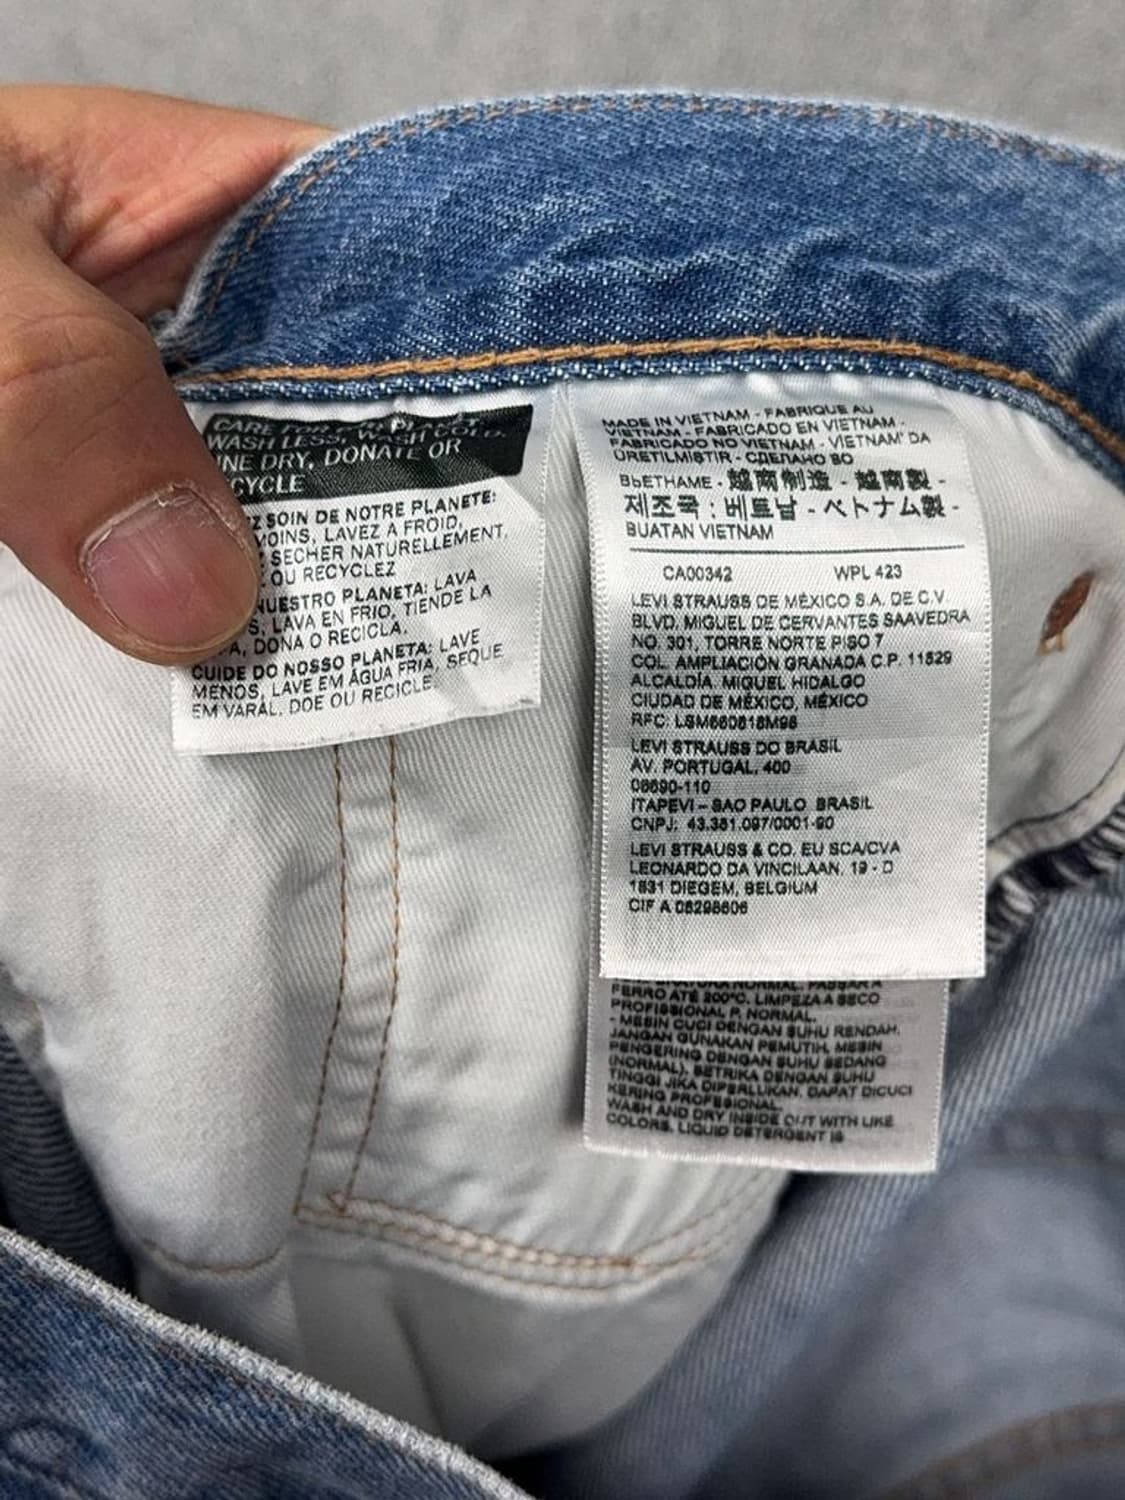 CARE
WASH LESS, WASH COLD,
INE DRY, DONATE OR
CYCLE
Z SOIN DE NOTRE PLANETE:
MOINS, LAVEZ A FROID,
SECHER NATURELLEMENT,
OU RECYCLEZ
NUESTRO PLANETA: LAVA
S, LAVA EN FRIO, TIENDE LA
A, DONA O RECICLA.
CUIDE DO NOSSO PLANETA: LAVE
MENOS, LAVE EM ÁGUA FRIA, SEQUE
EM VARAL, DOE OU RECICLE.
MADE IN VIETNAM - FABRIQUE AU
VIETNAM - FABRICADO EN VIETNAM -
FABRICADO NO VIETNAM - VIETNAM' DA
ÜRETILMISTIR - СДЕЛАНО ВО
ВЬЕТНАМЕ - 越南制造 - 越南製 -
제조국 : 베트남 - ベトナム製 -
BUATAN VIETNAM
CA00342 WPL 423
LEVI STRAUSS DE MÉXICO S.A. DE C.V.
BLVD. MIGUEL DE CERVANTES SAAVEDRA
NO. 301, TORRE NORTE PISO 7
COL. AMPLIACIÓN GRANADA C.P. 11529
ALCALDÍA. MIGUEL HIDALGO
CIUDAD DE MÉXICO, MÉXICO
RFC: LSM660618M98
LEVI STRAUSS DO BRASIL
AV. PORTUGAL, 400
06690-110
ITAPEVI – SAO PAULO BRASIL
CNPJ: 43.381.097/0001-90
LEVI STRAUSS & CO. EU SCA/CVA
LEONARDO DA VINCILAAN, 19 - D
1831 DIEGEM, BELGIUM
CIF A 08298606
NORMAL. PASSAR A
FERRO ATÉ 200°C. LIMPEZA A SECO
PROFISSIONAL P, NORMAL.
- MESIN CUCI DENGAN SUHU RENDAH.
JANGAN GUNAKAN PEMUTIH. MESIN
PENGERING DENGAN SUHU SEDANG
(NORMAL). SETRIKA DENGAN SUHU
TINGGI JIKA DIPERLUKAN. DAPAT DICUCI
KERING PROFESIONAL.
WASH AND DRY INSIDE OUT WITH LIKE
COLORS. LIQUID DETERGENT IS